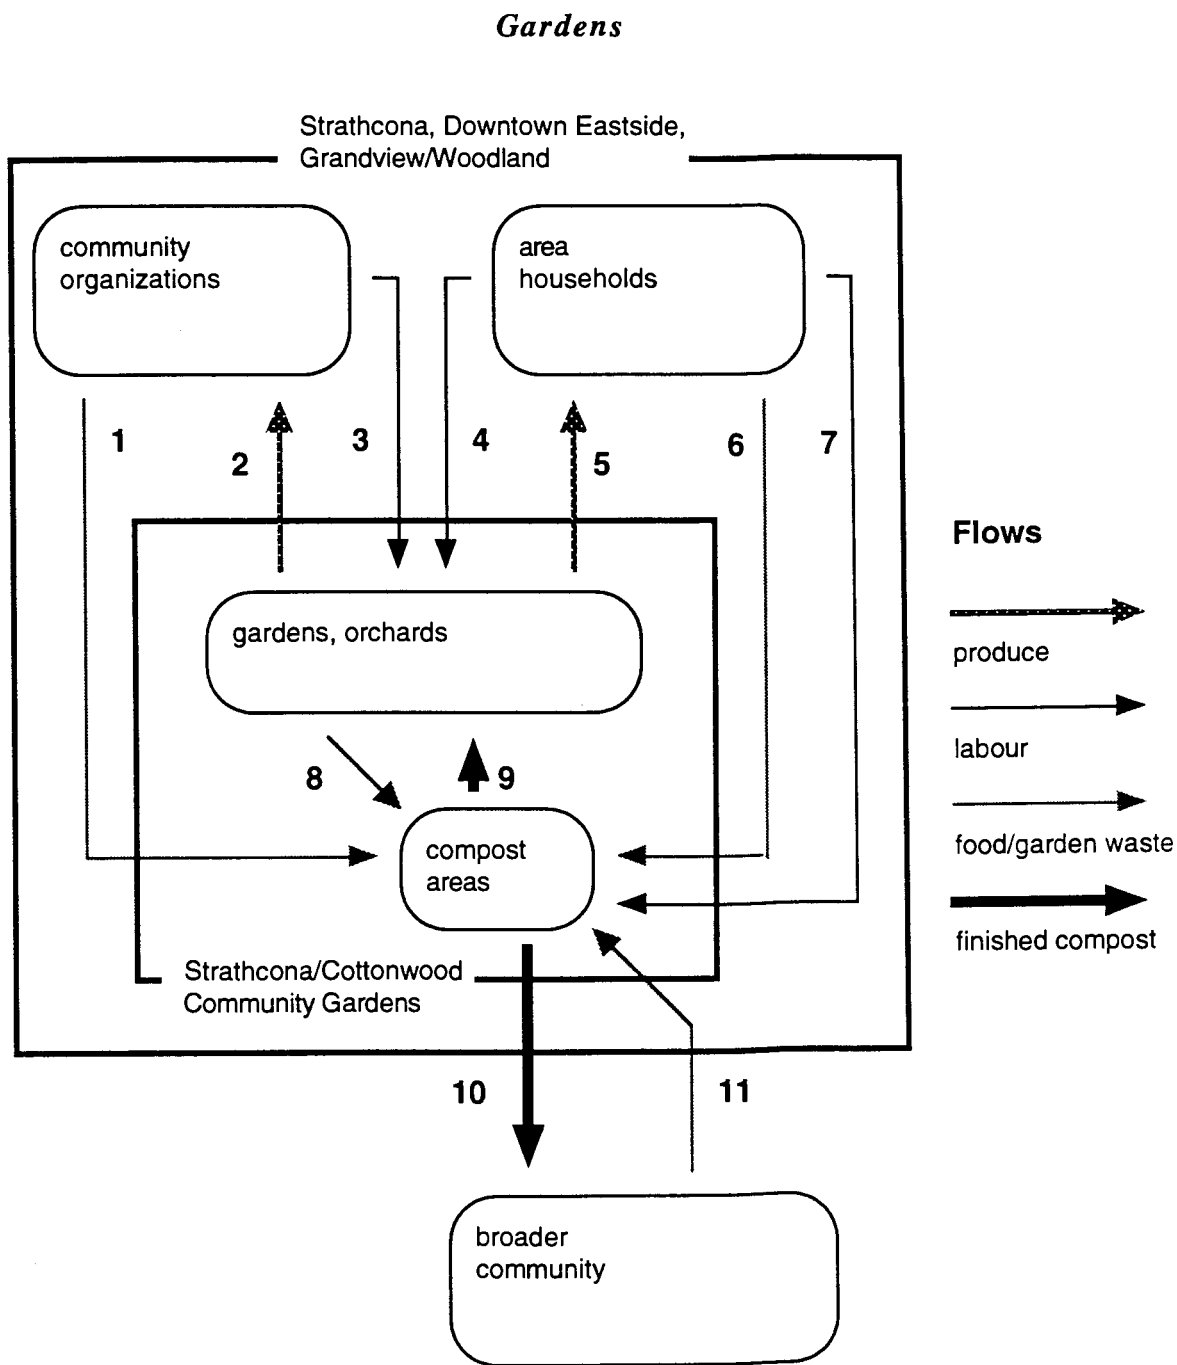 Gardens
Strathcona, Downtown Eastside,
Grandview/Woodland
community
organizations
area
households
1
2
3
4
5
6
7
gardens, orchards
8
9
compost
areas
Strathcona/Cottonwood
Community Gardens
10
11
broader
community
Flows
produce
labour
food/garden waste
finished compost